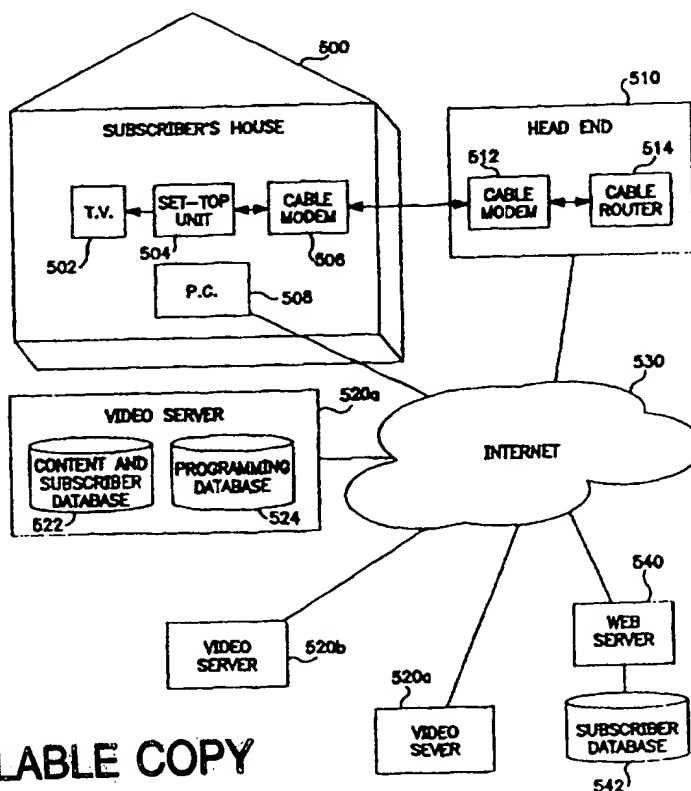 500
510
SUBSCRIBER'S HOUSE
HEAD END
512
514
T.V.
SET-TOP
UNIT
CABLE
MODEM
CABLE
MODEM
CABLE
ROUTER
502
504
506
P.C.
508
520a
530
VIDEO SERVER
CONTENT AND
SUBSCRIBER
DATABASE
PROGRAMMING
DATABASE
INTERNET
522
524
540
VIDEO
SERVER
520b
WEB
SERVER
520a
VIDEO
SEVER
SUBSCRIBER
DATABASE
LABLE COPY
542